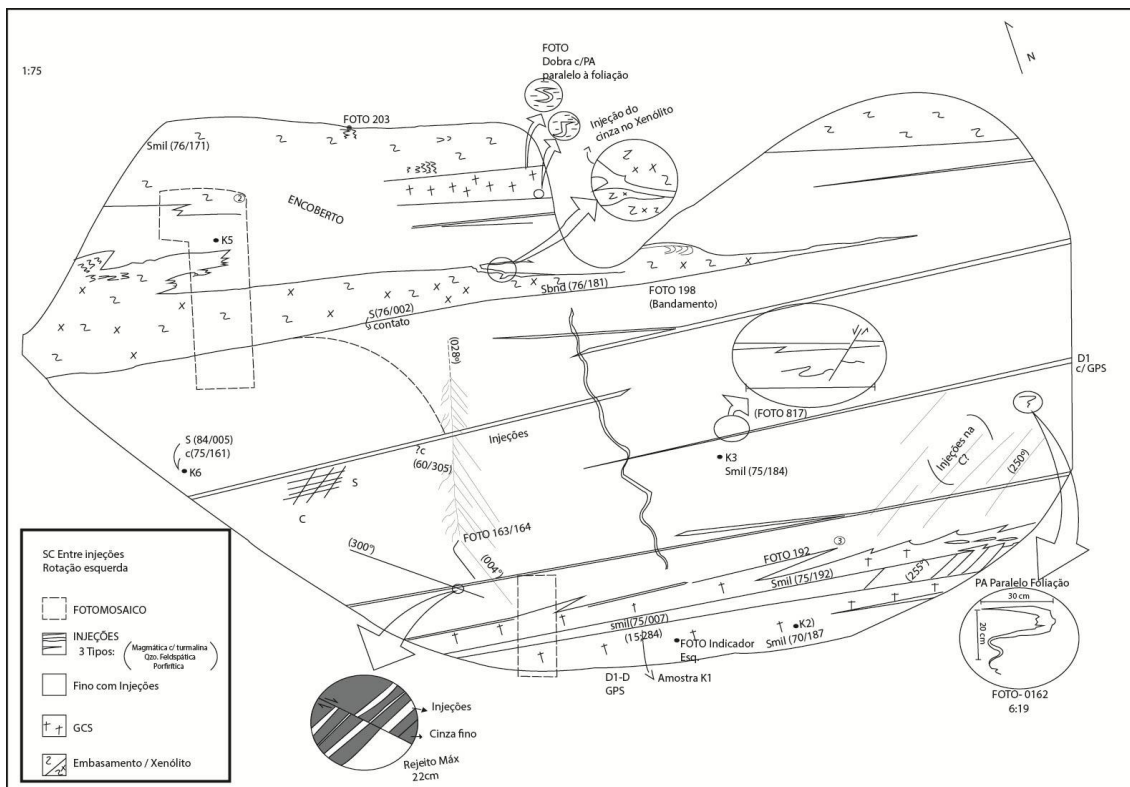 1:75
FOTO
Dobra c/PA
paralelo à foliação
N
FOTO 203
Injeção do
cinza no Xenólito
Smil (76/171)
2
ENCOBERTO
K5
Sbnd (76/181)
FOTO 198
(Bandamento)
S(76/002)
contato
(028º)
D1
c/ GPS
(FOTO 817)
Injeções
?c
(60/305)
S (84/005)
c(75/161)
K6
K3
Smil (75/184)
Injeções na
C?
(250º)
S
C
FOTO 163/164
(300°)
(004°)
FOTO 192
3
Smil (75/192)
(255°)
smil(75/007)
(15:284)
K2)
Smil (70/187
FOTO Indicador
Esq.
D1-D
GPS
Amostra K1
PA Paralelo Foliação
30 cm
20 cm
FOTO- 0162
6:19
Injeções
Cinza fino
Rejeito Máx
22cm
SC Entre injeções
Rotação esquerda
FOTOMOSAICO
INJEÇÕES
3 Tipos:
Magmática c/ turmalina
Qzo. Feldspática
Porfirítica
Fino com Injeções
GCS
Embasamento / Xenólito